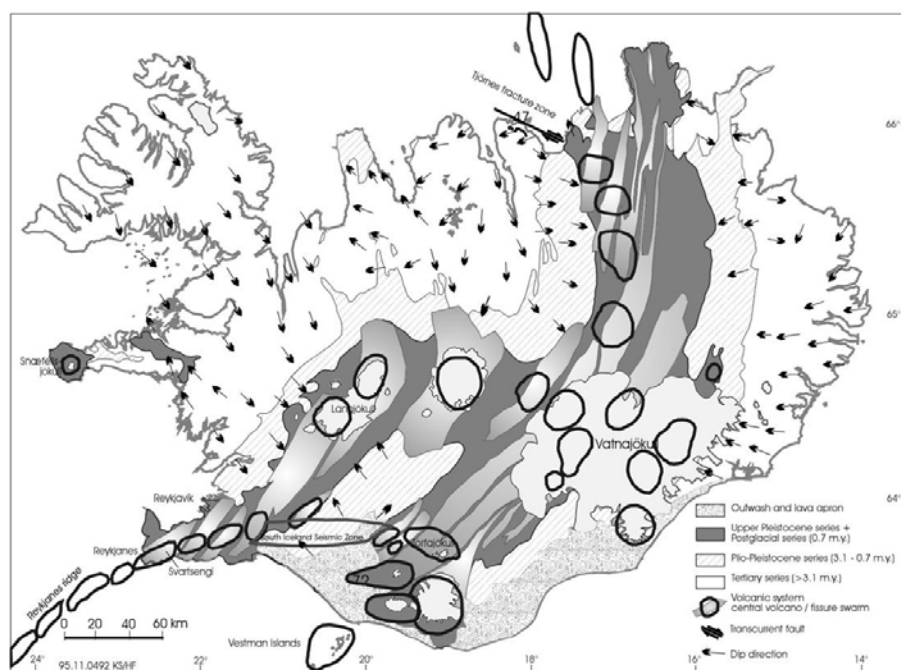 Tjörnes fracture zone
66°
65°
Snæfells-
jökull
Langjökull
Vatnajökull
64°
Reykjavik
Reykjanes
Svartsengi
South Iceland Seismic Zone
Torfajökull
Reykjanes ridge
0 20 40 60 km
Vestman Islands
24° 22° 20° 18° 16° 14°
95.11.0492 KS/HF
Outwash and lava apron
Upper Pleistocene series +
Postglacial series (0.7 m.y.)
Plio-Pleistocene series (3.1 - 0.7 m.y.)
Tertiary series (>3.1 m.y.)
Volcanic system
central volcano / fissure swarm
Transcurrent fault
Dip direction